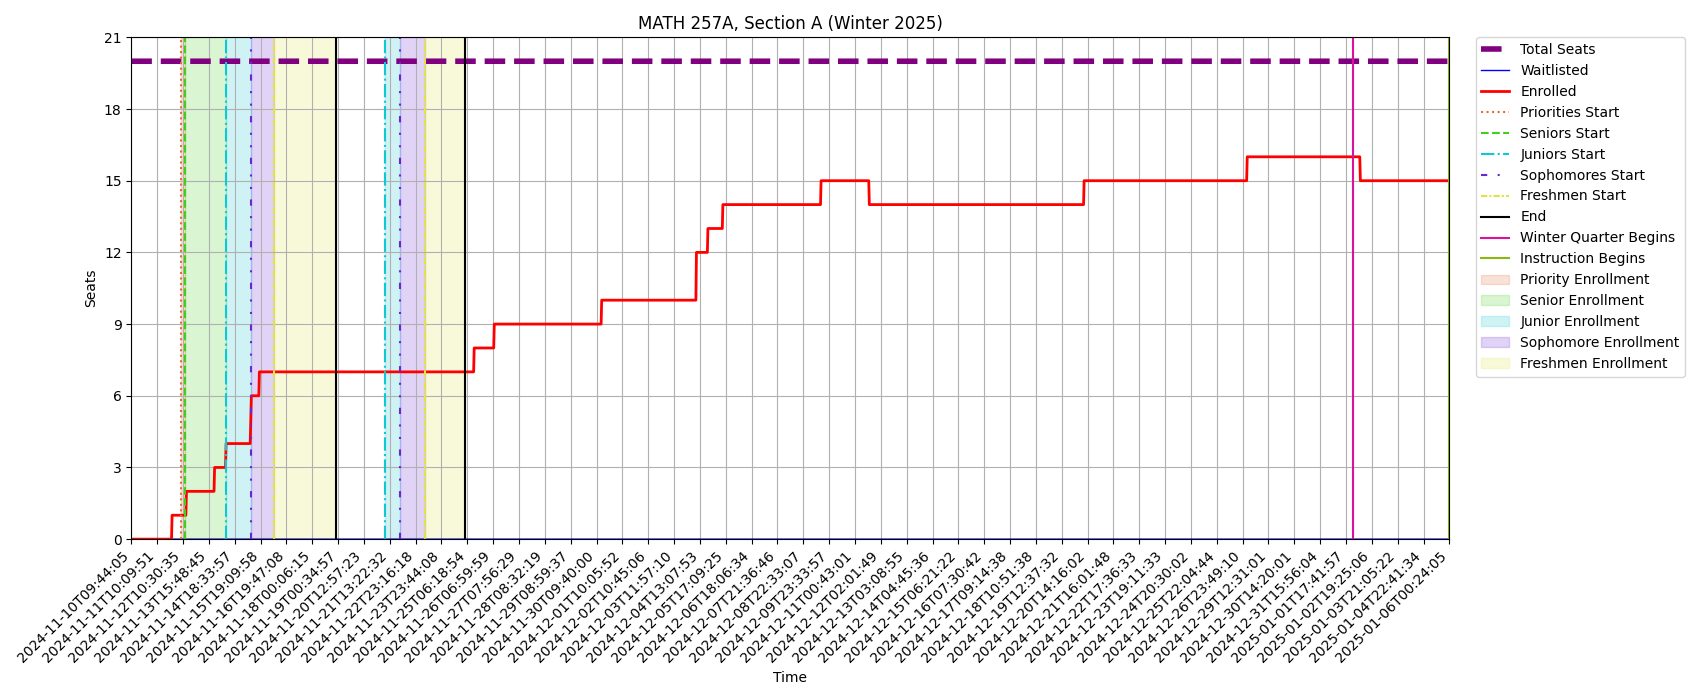 MATH 257A, Section A (Winter 2025)
21
18
15
12
9
6
3
0
Seats
2024-11-10T09:44:05
2024-11-11T10:09:51
2024-11-12T10:30:35
2024-11-13T15:48:45
2024-11-14T18:33:57
2024-11-15T19:09:58
2024-11-16T19:47:08
2024-11-18T00:06:15
2024-11-19T00:34:57
2024-11-20T12:57:23
2024-11-21T13:22:32
2024-11-22T23:16:18
2024-11-23T23:44:08
2024-11-25T06:18:54
2024-11-26T06:59:59
2024-11-27T07:56:29
2024-11-28T08:32:19
2024-11-29T08:59:37
2024-11-30T09:40:00
2024-12-01T10:05:52
2024-12-02T10:45:06
2024-12-03T11:57:10
2024-12-04T13:07:53
2024-12-05T17:09:25
2024-12-06T18:06:34
2024-12-07T21:36:46
2024-12-08T22:33:07
2024-12-09T23:33:57
2024-12-11T00:43:01
2024-12-12T02:01:49
2024-12-13T03:08:55
2024-12-14T04:45:36
2024-12-15T06:21:22
2024-12-16T07:30:42
2024-12-17T09:14:38
2024-12-18T10:51:38
2024-12-19T12:37:32
2024-12-20T14:16:02
2024-12-21T16:01:48
2024-12-22T17:36:33
2024-12-23T19:11:33
2024-12-24T20:30:02
2024-12-25T22:04:44
2024-12-26T23:49:10
2024-12-29T12:31:01
2024-12-30T14:20:01
2024-12-31T15:56:04
2025-01-01T17:41:57
2025-01-02T19:25:06
2025-01-03T21:05:22
2025-01-04T22:41:34
2025-01-06T00:24:05
Time
Total Seats
Waitlisted
Enrolled
Priorities Start
Seniors Start
Juniors Start
Sophomores Start
Freshmen Start
End
Winter Quarter Begins
Instruction Begins
Priority Enrollment
Senior Enrollment
Junior Enrollment
Sophomore Enrollment
Freshmen Enrollment